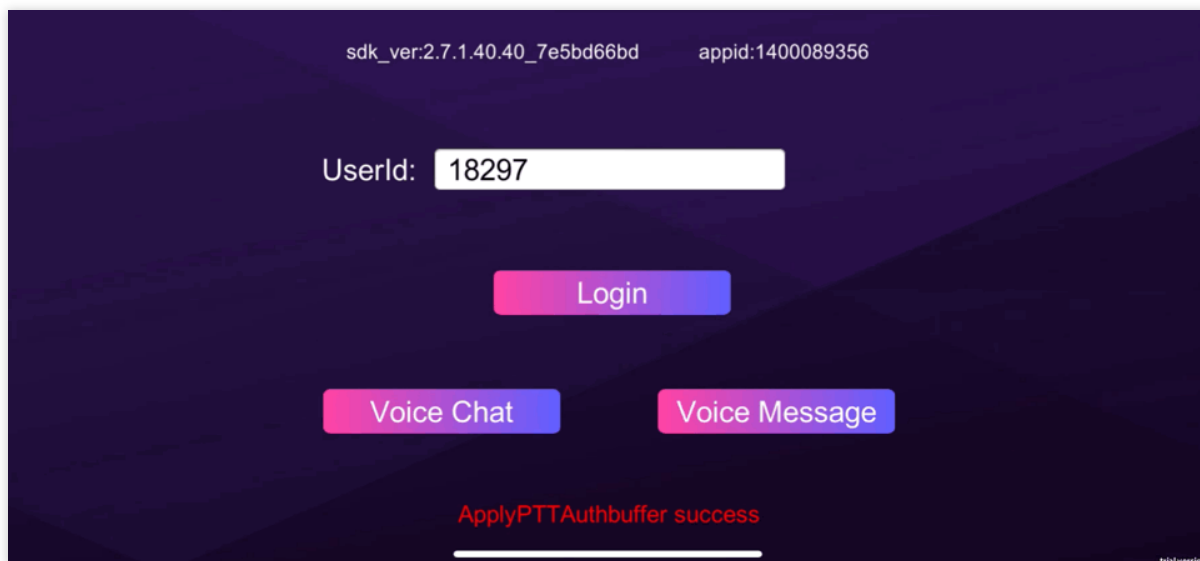 sdk_ver:2.7.1.40.40_7e5bd66bd appid:1400089356
UserId: 18297
Login
Voice Chat Voice Message
ApplyPTTAuthbuffer success